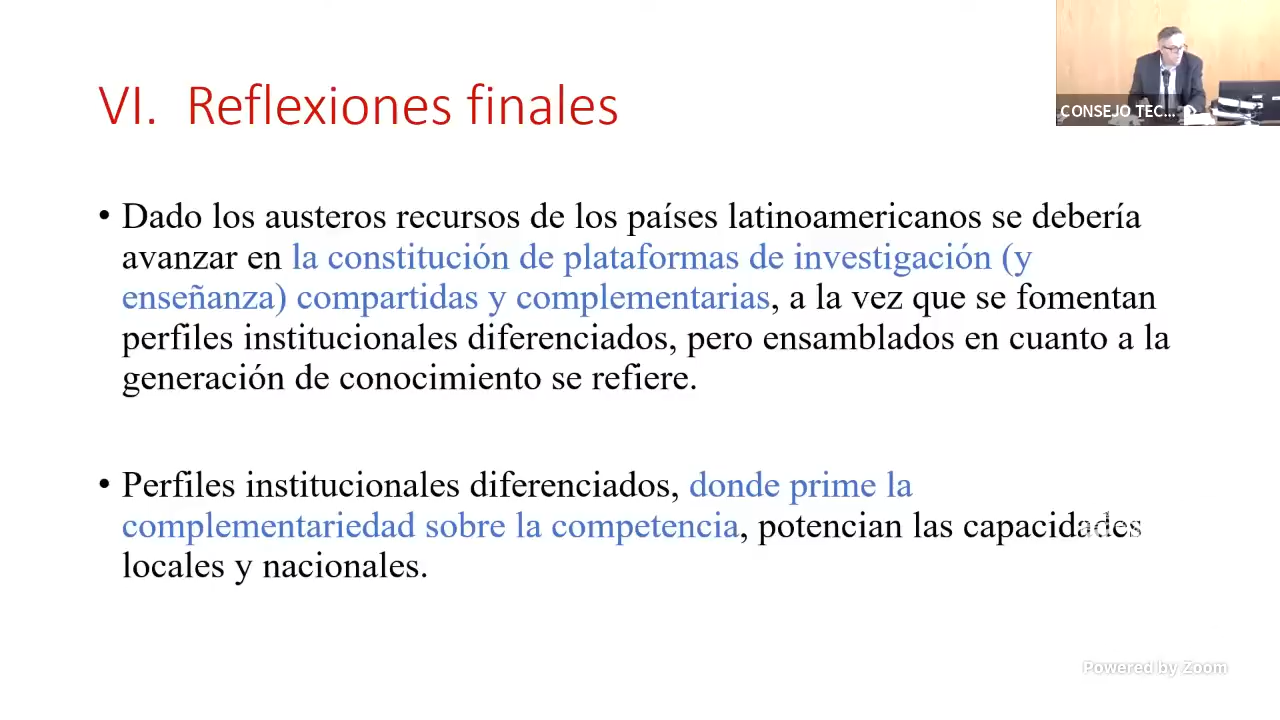 VI. Reflexiones finales
CONSEJO TEC...
• Dado los austeros recursos de los países latinoamericanos se debería
avanzar en la constitución de plataformas de investigación (y
enseñanza) compartidas y complementarias, a la vez que se fomentan
perfiles institucionales diferenciados, pero ensamblados en cuanto a la
generación de conocimiento se refiere.
• Perfiles institucionales diferenciados, donde prime la
complementariedad sobre la competencia, potencian las capacidades
locales y nacionales.
Powered by Zoom